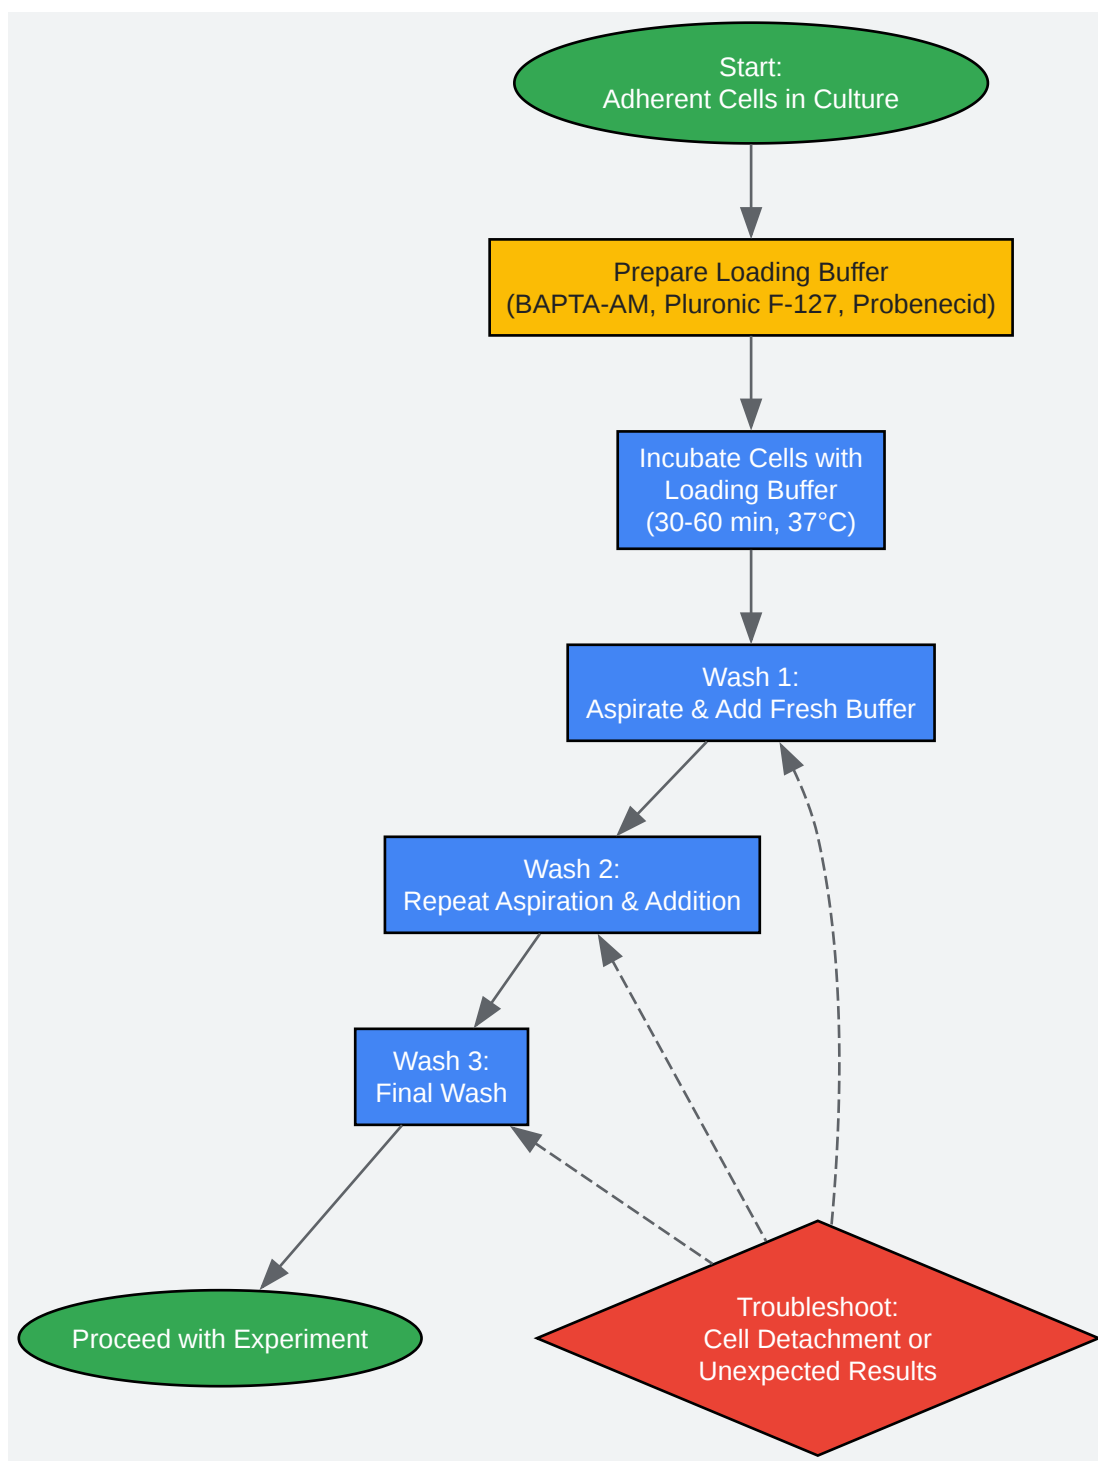 Start:
Adherent Cells in Culture
Prepare Loading Buffer
(BAPTA-AM, Pluronic F-127, Probenecid)
Incubate Cells with
Loading Buffer
(30-60 min, 37°C)
Wash 1:
Aspirate & Add Fresh Buffer
Wash 2:
Repeat Aspiration & Addition
Wash 3:
Final Wash
Proceed with Experiment
Troubleshoot:
Cell Detachment or
Unexpected Results